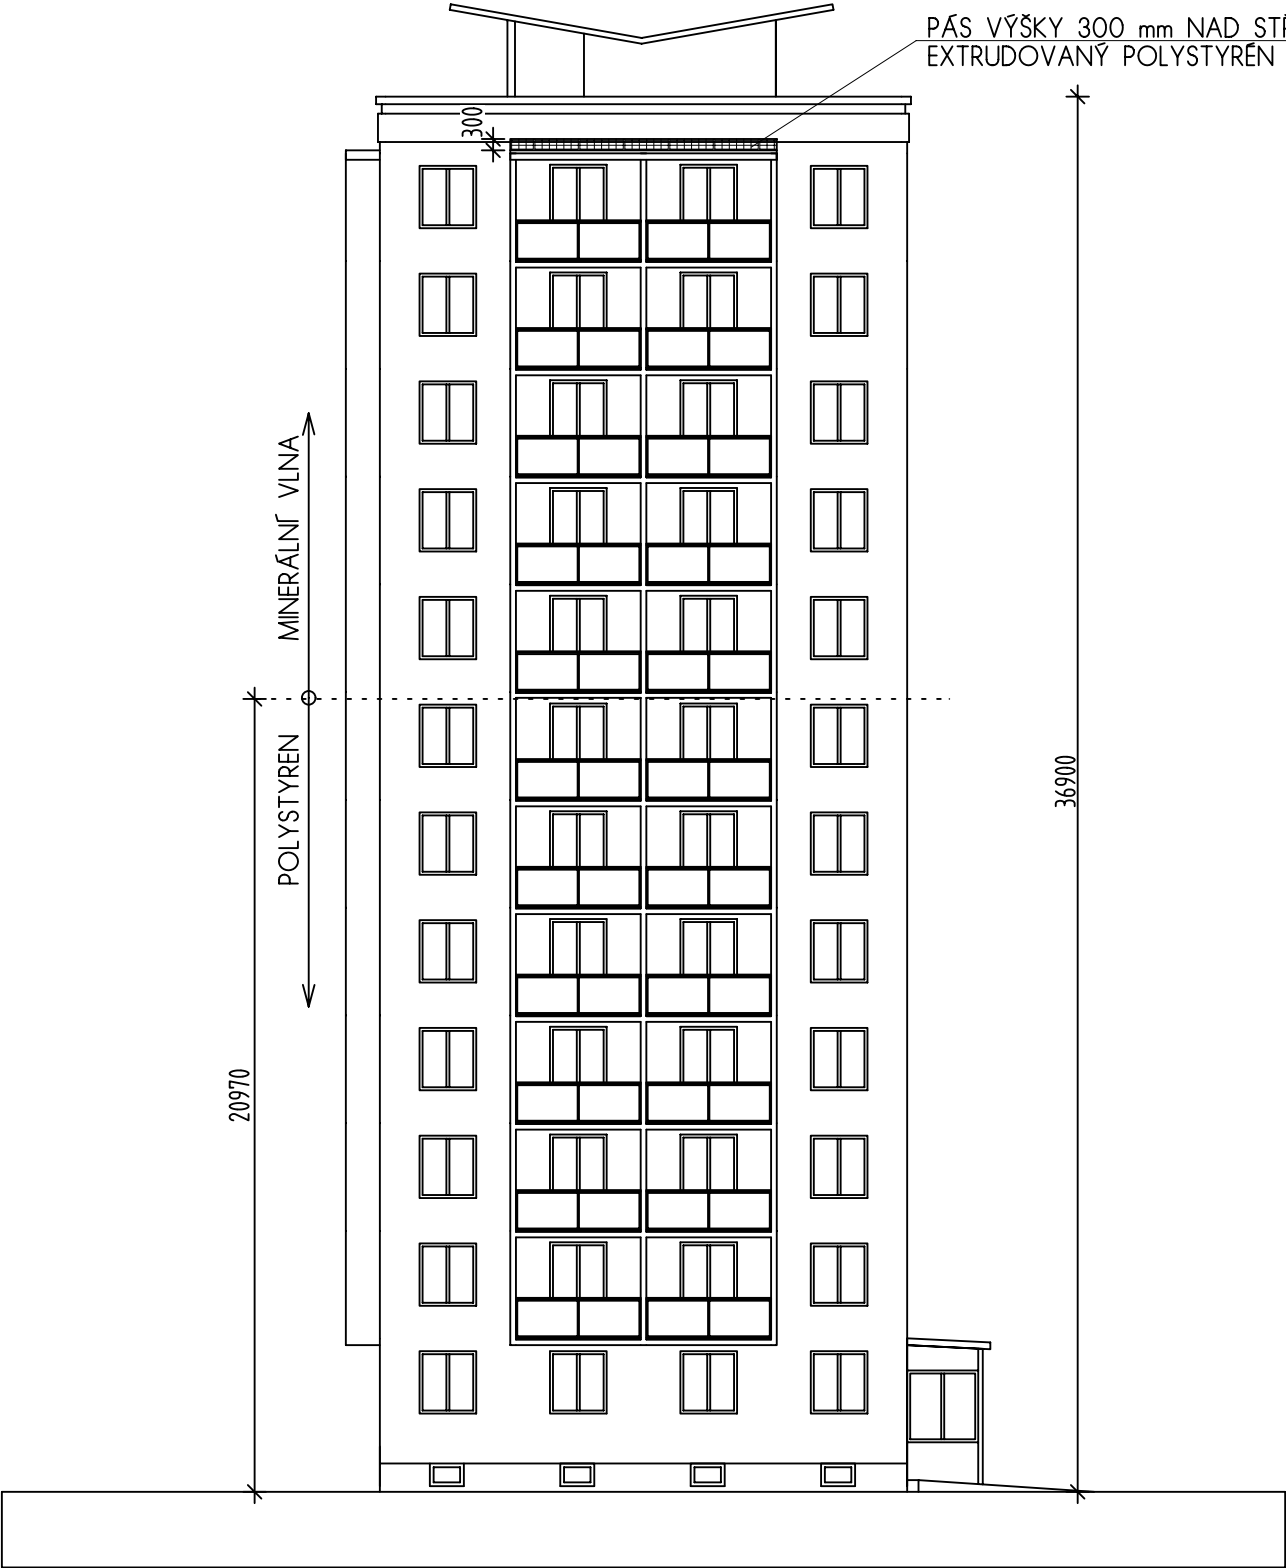 PÁS VÝŠKY 300 mm NAD
EXTRUDOVANÝ POLYSTYRÉN
300
MINERÁLNÍ VLNA
POLYSTYREN
36900
20970